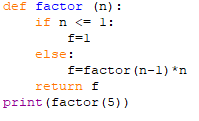 def factor (n):
    if n <= 1:
        f=1
    else:
        f=factor(n-1)*n
    return f
print(factor(5))